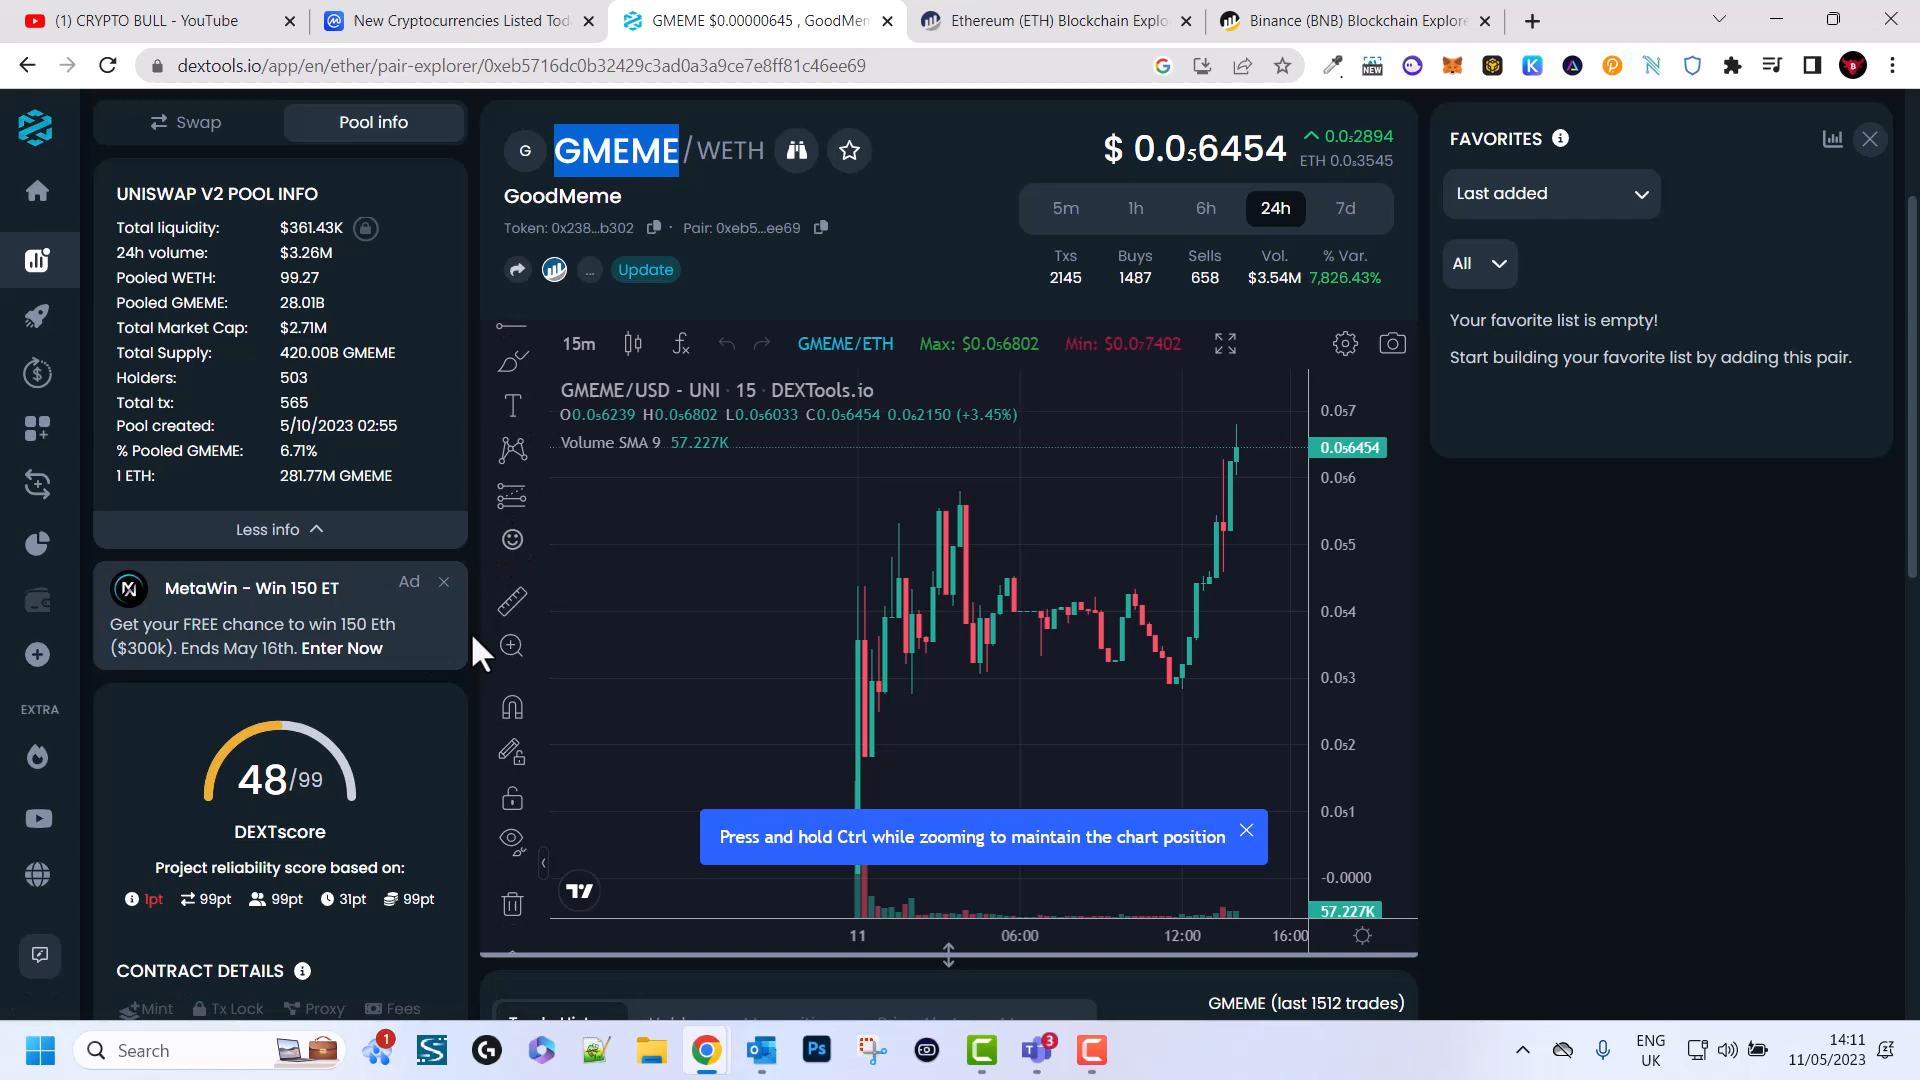 (1) CRYPTO BULL - YouTube
New Cryptocurrencies Listed Tod
GMEME $0.00000645 , GoodMem
Ethereum (ETH) Blockchain Explo
Binance (BNB) Blockchain Explore
dextools.io/app/en/ether/pair-explorer/0xeb5716dc0b32429c3ad0a3a9ce7e8ff81c46ee69
NEW
Swap
Pool info
UNISWAP V2 POOL INFO
Total liquidity: $361.43K
24h volume: $3.26M
Pooled WETH: 99.27
Pooled GMEME: 28.01B
Total Market Cap: $2.71M
Total Supply: 420.00B GMEME
Holders: 503
Total tx: 565
Pool created: 5/10/2023 02:55
% Pooled GMEME: 6.71%
1 ETH: 281.77M GMEME
Less info
MetaWin - Win 150 ET
Ad
Get your FREE chance to win 150 Eth
($300k). Ends May 16th. Enter Now
EXTRA
48/99
DEXTscore
Project reliability score based on:
1pt 99pt 99pt 31pt 99pt
CONTRACT DETAILS
Mint Tx Lock Proxy Fees
G
GMEME/WETH
GoodMeme
Token: 0x238...b302 · Pair: 0xeb5...ee69
...
Update
$ 0.0₅6454
0.0₅2894
ETH 0.0₈3545
5m 1h 6h 24h 7d
Txs Buys Sells Vol. % Var.
2145 1487 658 $3.54M 7,826.43%
15m
GMEME/ETH
Max: $0.0₅6802
Min: $0.0₇7402
GMEME/USD - UNI · 15 · DEXTools.io
O0.0₅6239 H0.0₅6802 L0.0₅6033 C0.0₅6454 0.0₆2150 (+3.45%)
Volume SMA 9 57.227K
0.0₅7
0.0₅6454
0.0₅6
0.0₅5
0.0₅4
0.0₅3
0.0₅2
0.0₅1
-0.0000
57.227K
Press and hold Ctrl while zooming to maintain the chart position
11 06:00 12:00 16:00
GMEME (last 1512 trades)
FAVORITES
Last added
All
Your favorite list is empty!
Start building your favorite list by adding this pair.
Search
1
Ps
3
ENG
UK
14:11
11/05/2023